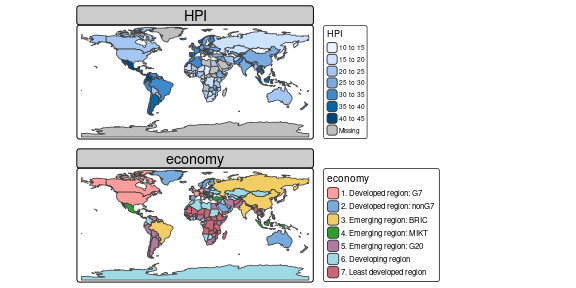 HPI
HPI
10 to 15
15 to 20
20 to 25
25 to 30
30 to 35
35 to 40
40 to 45
Missing
economy
economy
1. Developed region: G7
2. Developed region: nonG7
3. Emerging region: BRIC
4. Emerging region: MIKT
5. Emerging region: G20
6. Developing region
7. Least developed region